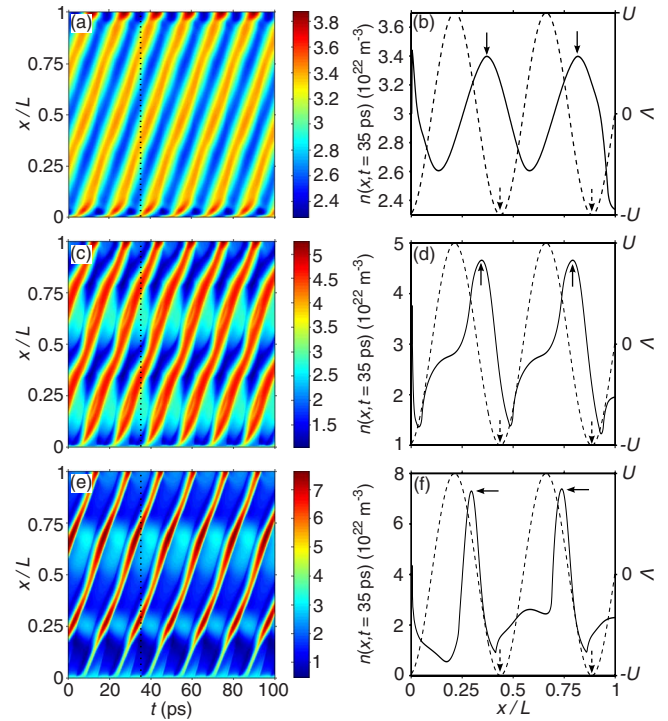 (a)
1
0.75
0.5
0.25
0
x / L
3.8
3.6
3.4
3.2
3.0
2.8
2.6
2.4
(b)
3.6
3.4
3.2
3.0
2.8
2.6
2.4
n(x,t = 35 ps) (10²² m⁻³)
U
0
-U
V
(c)
1
0.75
0.5
0.25
0
x / L
5
4.5
4
3.5
3
2.5
2
1.5
(d)
5
4
3
2
1
n(x,t = 35 ps) (10²² m⁻³)
U
0
-U
V
(e)
1
0.75
0.5
0.25
0
x / L
0 20 40 60 80 100
t (ps)
7
6
5
4
3
2
1
(f)
8
6
4
2
0
n(x,t = 35 ps) (10²² m⁻³)
U
0
-U
V
0 0.25 0.5 0.75 1
x / L